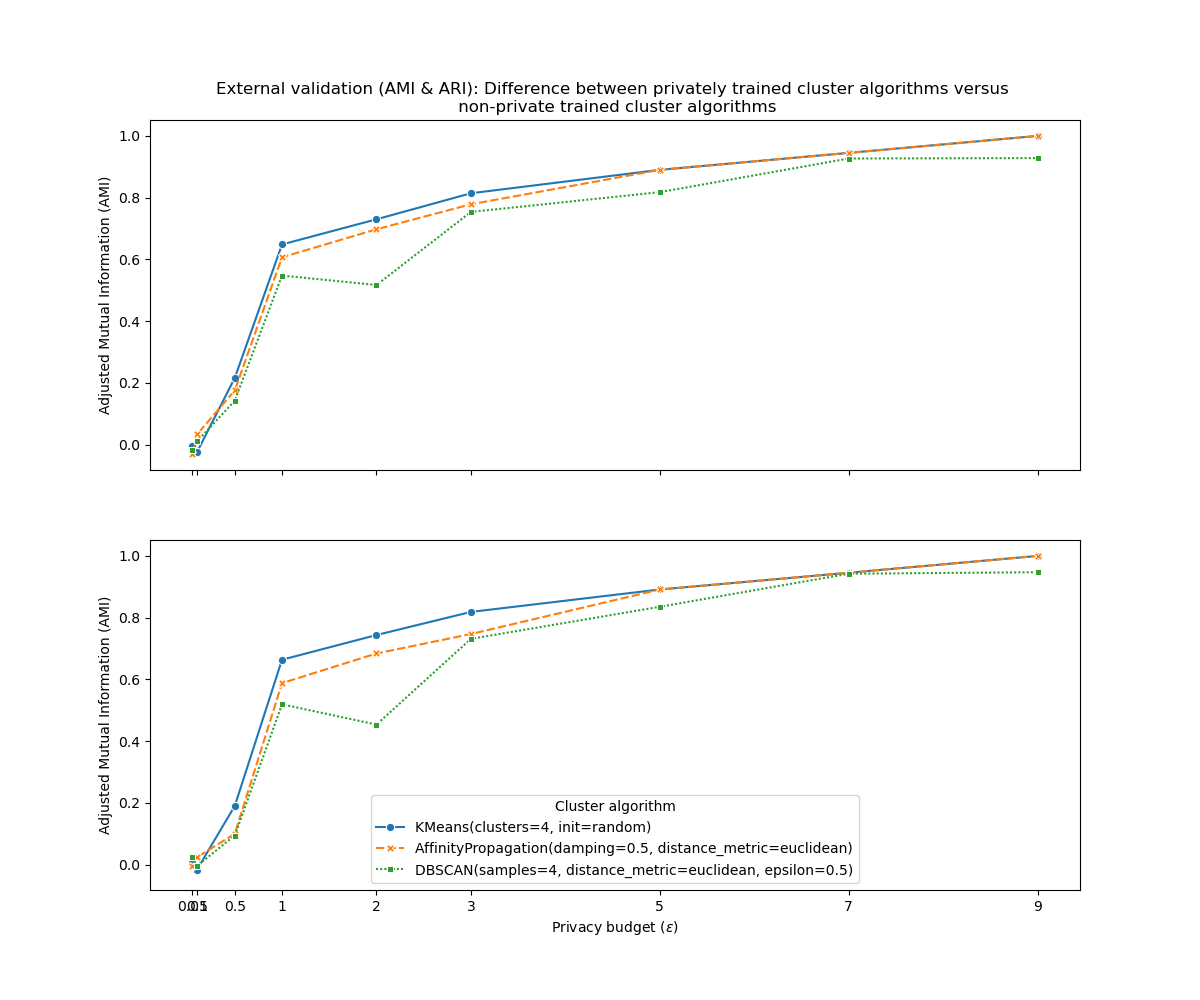 External validation (AMI & ARI): Difference between privately trained cluster algorithms versus
non-private trained cluster algorithms
Adjusted Mutual Information (AMI)
1.0
0.8
0.6
0.4
0.2
0.0
Adjusted Mutual Information (AMI)
1.0
0.8
0.6
0.4
0.2
0.0
Cluster algorithm
KMeans(clusters=4, init=random)
AffinityPropagation(damping=0.5, distance_metric=euclidean)
DBSCAN(samples=4, distance_metric=euclidean, epsilon=0.5)
0.5 1 2 3 5 7 9
Privacy budget (ε)